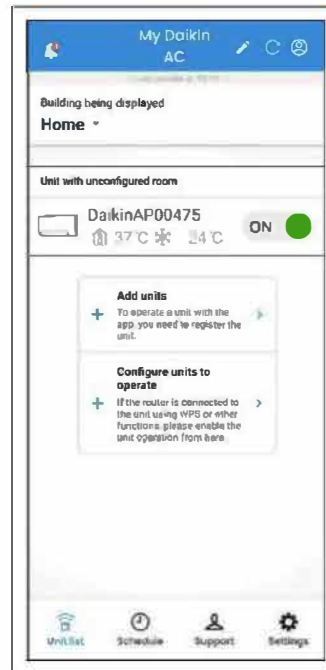 My Daikin
AC
Building being displayed
Home
Unit with unconfigured room
DaikinAP00475
37°C 24°C
ON
Add units
To operate a unit with the
app, you need to register the
unit.
Configure units to
operate
If the router is connected to
the unit using WPS or other
functions, please enable the
unit operation from here
Unit list
Schedule
Support
Settings